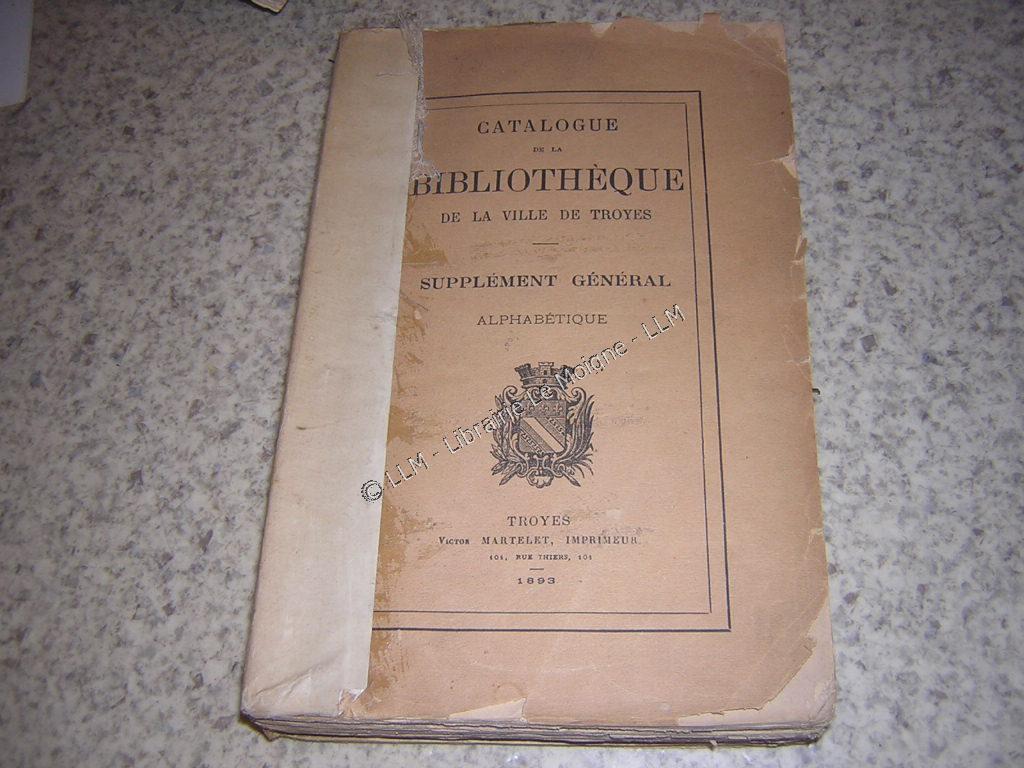 CATALOGUE
DE LA
BIBLIOTHÈQUE
DE LA VILLE DE TROYES
SUPPLÉMENT GÉNÉRAL
ALPHABÉTIQUE
© LLM - Librairie Le Moigne - LLM
TROYES
VICTOR MARTELET, IMPRIMEUR
101, RUE THIERS, 101
1893